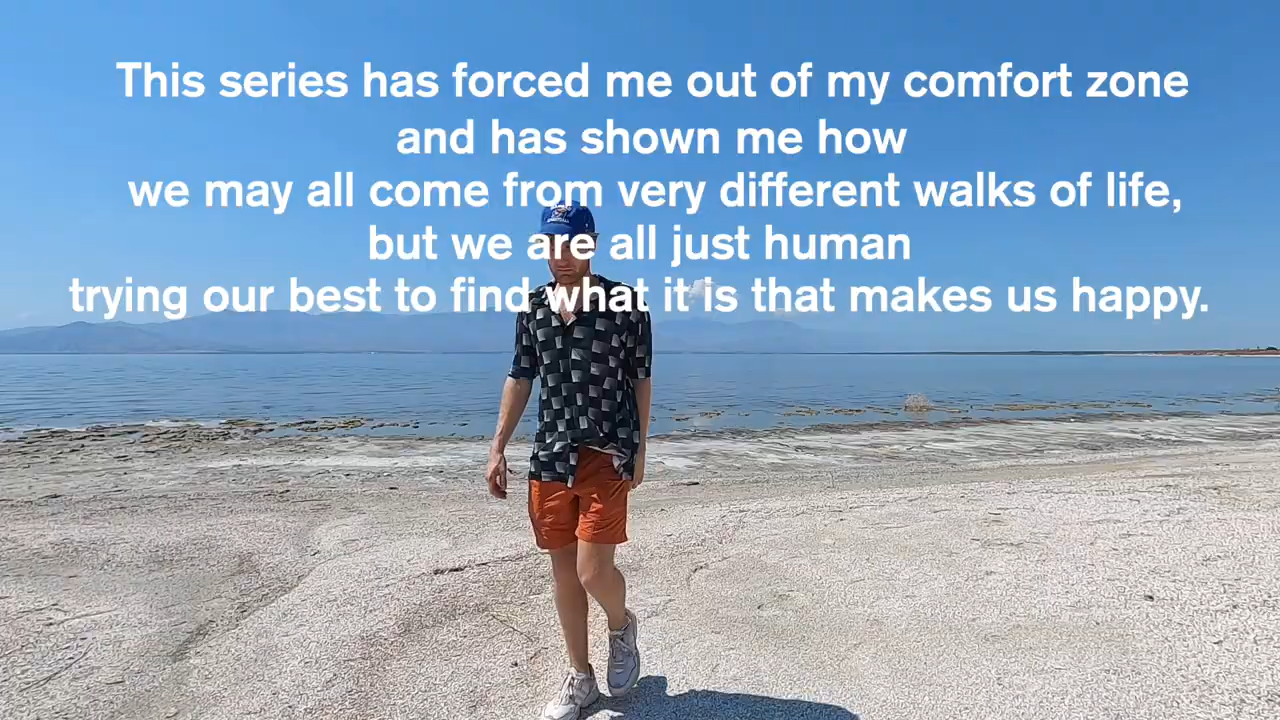 This series has forced me out of my comfort zone
and has shown me how
we may all come from very different walks of life,
but we are all just human
trying our best to find what it is that makes us happy.